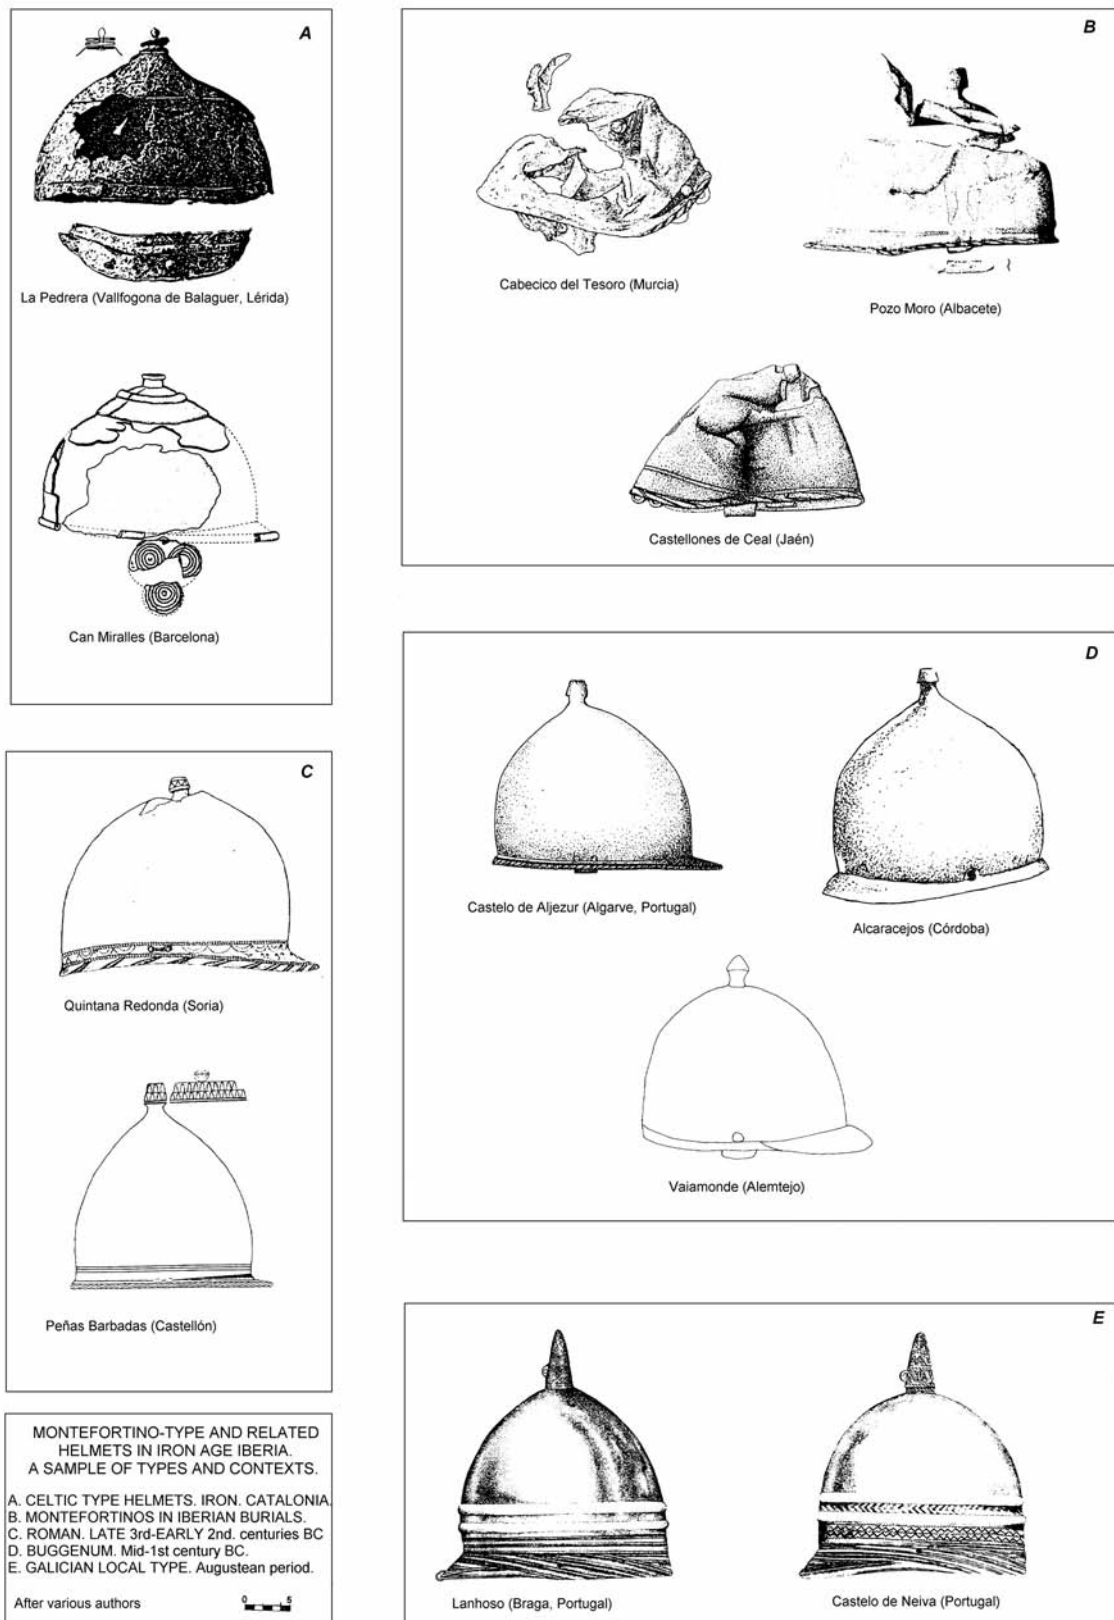 A
La Pedrera (Vallfogona de Balaguer, Lérida)
Can Miralles (Barcelona)
B
Cabecico del Tesoro (Murcia)
Pozo Moro (Albacete)
Castellones de Ceal (Jaén)
C
Quintana Redonda (Soria)
Peñas Barbadas (Castellón)
D
Castelo de Aljezur (Algarve, Portugal)
Alcaracejos (Córdoba)
Vaiamonde (Alemtejo)
E
Lanhoso (Braga, Portugal)
Castelo de Neiva (Portugal)
MONTEFORTINO-TYPE AND RELATED
HELMETS IN IRON AGE IBERIA.
A SAMPLE OF TYPES AND CONTEXTS.
A. CELTIC TYPE HELMETS. IRON. CATALONIA.
B. MONTEFORTINOS IN IBERIAN BURIALS.
C. ROMAN. LATE 3rd-EARLY 2nd. centuries BC
D. BUGGENUM. Mid-1st century BC.
E. GALICIAN LOCAL TYPE. Augustean period.
After various authors
0 5